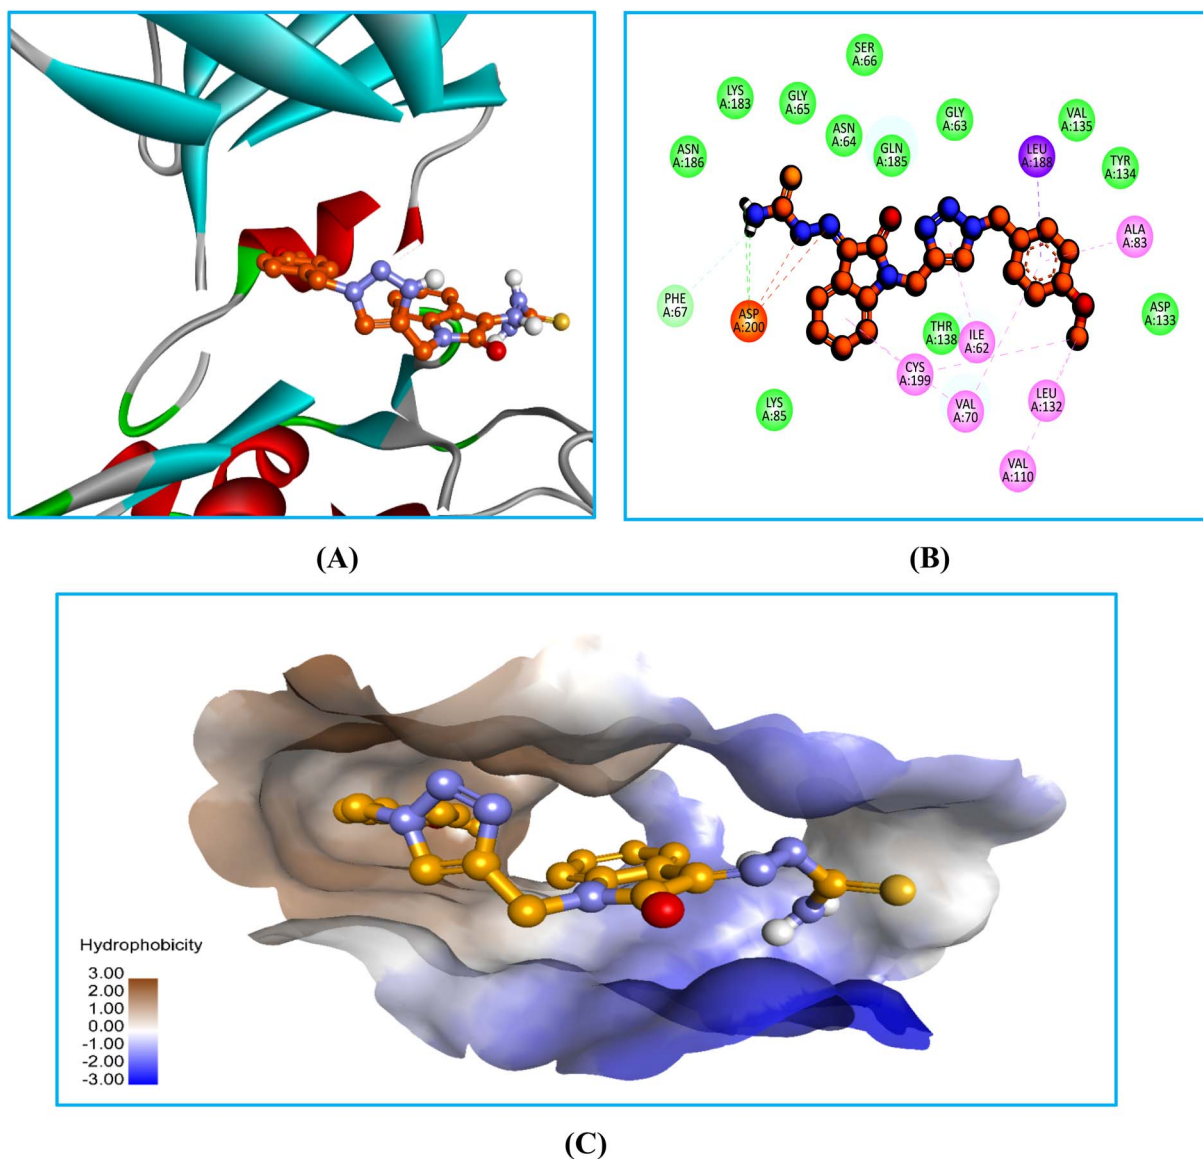 SER
A:66
LYS
A:183
GLY
A:65
ASN
A:64
GLY
A:63
VAL
A:135
ASN
A:186
GLN
A:185
LEU
A:188
TYR
A:134
ALA
A:83
PHE
A:67
ASP
A:200
THR
A:138
ILE
A:62
ASP
A:133
CYS
A:199
LYS
A:85
VAL
A:70
LEU
A:132
VAL
A:110
(A)
(B)
Hydrophobicity
3.00
2.00
1.00
0.00
-1.00
-2.00
-3.00
(C)